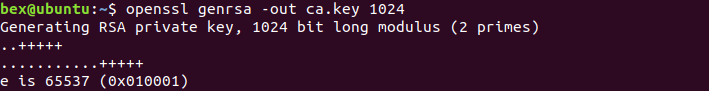 bex@ubuntu:~$ openssl genrsa -out ca.key 1024
Generating RSA private key, 1024 bit long modulus (2 primes)
..+++++
...........+++++
e is 65537 (0x010001)